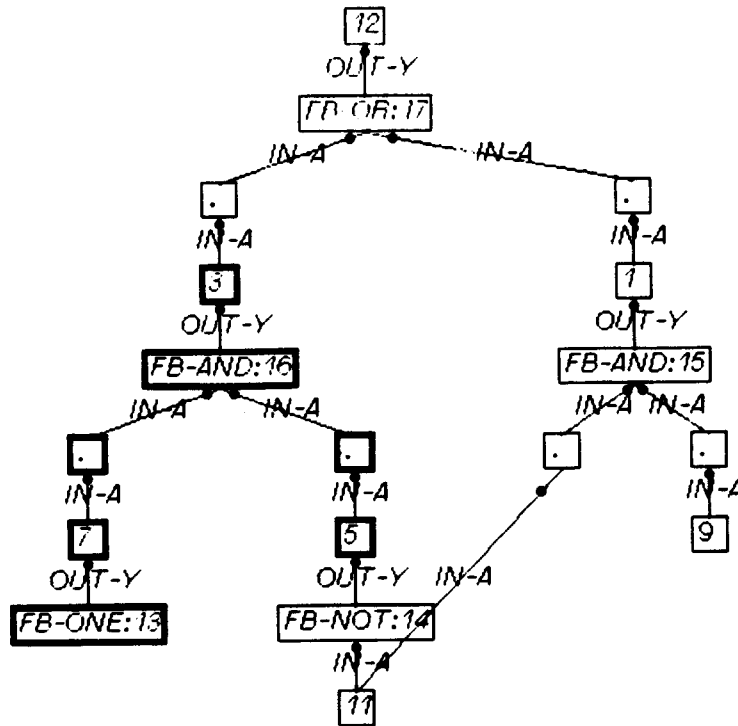 12
OUT-Y
FB-OR:17
IN-A IN-A
. .
IN-A IN-A
3 1
OUT-Y OUT-Y
FB-AND:16 FB-AND:15
IN-A IN-A IN-A IN-A
. . . .
IN-A IN-A IN-A
7 5 9
OUT-Y OUT-Y IN-A
FB-ONE:13 FB-NOT:14
IN-A
11